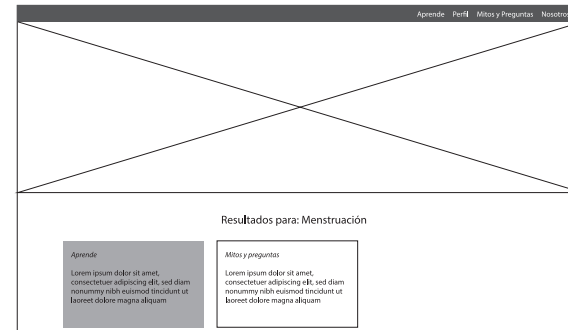 Aprende Perfil Mitos y Preguntas Nosotros
Resultados para: Menstruación
Aprende
Lorem ipsum dolor sit amet,
consectetuer adipiscing elit, sed diam
nonummy nibh euismod tincidunt ut
laoreet dolore magna aliquam
Mitos y preguntas
Lorem ipsum dolor sit amet,
consectetuer adipiscing elit, sed diam
nonummy nibh euismod tincidunt ut
laoreet dolore magna aliquam